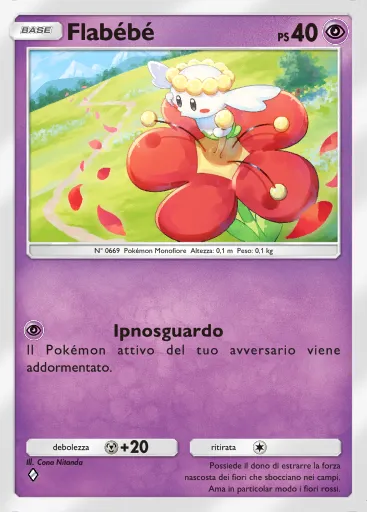 BASE Flabébé PS 40
N° 0669 Pokémon Monofiore Altezza: 0,1 m Peso: 0,1 kg
Ipnosguardo
Il Pokémon attivo del tuo avversario viene
addormentato.
debolezza +20 ritirata
Ill. Cona Nitanda
Possiede il dono di estrarre la forza
nascosta dei fiori che sbocciano nei campi.
Ama in particolar modo i fiori rossi.